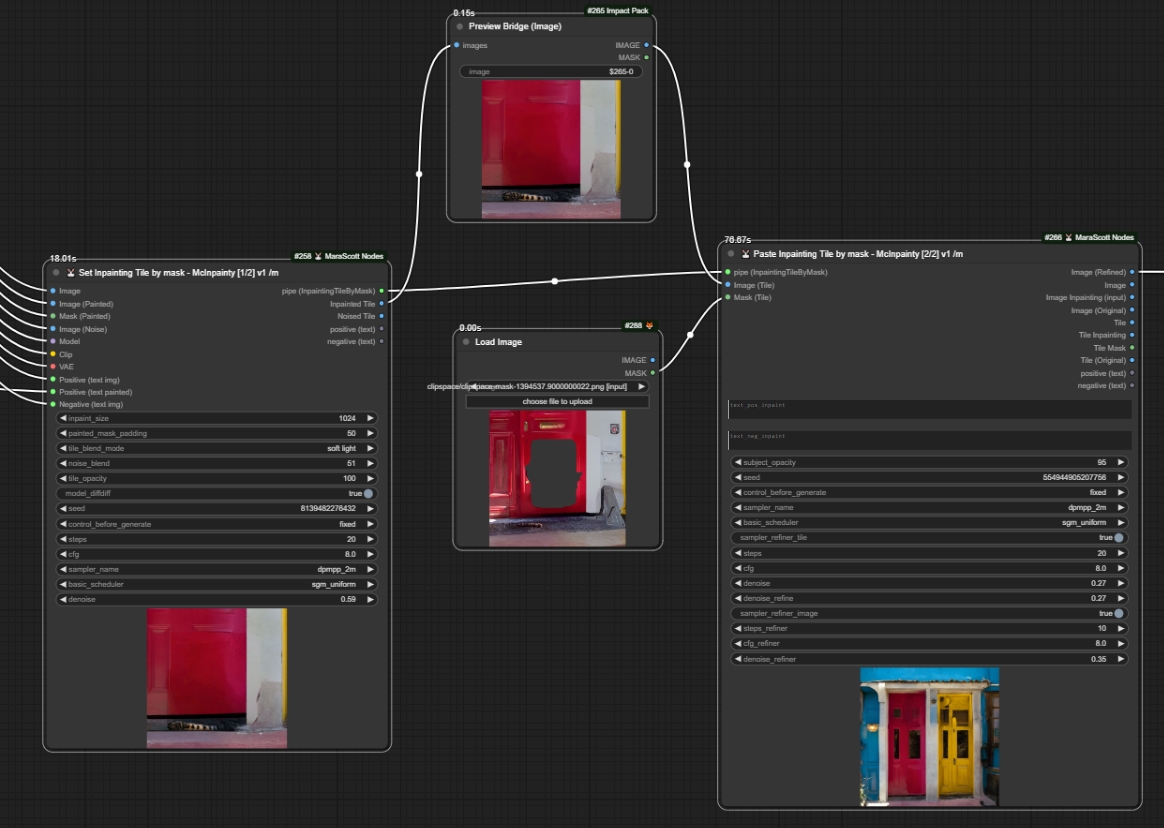 0.15s
#265 Impact Pack
Preview Bridge (Image)
images IMAGE
MASK
image $265-0
18.01s
#258 MaraScott Nodes
Set Inpainting Tile by mask - McInpainty [1/2] v1 /m
Image pipe (InpaintingTileByMask)
Image (Painted) Inpainted Tile
Mask (Painted) Noised Tile
Image (Noise) positive (text)
Model negative (text)
Clip
VAE
Positive (text img)
Positive (text painted)
Negative (text img)
inpaint_size 1024
painted_mask_padding 50
tile_blend_mode soft light
noise_blend 51
tile_opacity 100
model_diffdiff true
seed 6139482276432
control_before_generate fixed
steps 20
cfg 8.0
sampler_name dpmpp_2m
basic_scheduler sgm_uniform
denoise 0.59
0.00s
#288
Load Image
IMAGE
MASK
clipspace/clipspace-mask-1394537.9000000022.png [input]
choose file to upload
76.67s
#266 MaraScott Nodes
Paste Inpainting Tile by mask - McInpainty [2/2] v1 /m
pipe (InpaintingTileByMask) Image (Refined)
Image (Tile) Image
Mask (Tile) Image Inpainting (input)
Image (Original)
Tile
Tile Inpainting
Tile Mask
Tile (Original)
positive (text)
negative (text)
text_pos_inpaint
text_neg_inpaint
subject_opacity 95
seed 554944905207756
control_before_generate fixed
sampler_name dpmpp_2m
basic_scheduler sgm_uniform
sampler_refiner_tile true
steps 20
cfg 8.0
denoise 0.27
denoise_refine 0.27
sampler_refiner_image true
steps_refiner 10
cfg_refiner 8.0
denoise_refiner 0.35